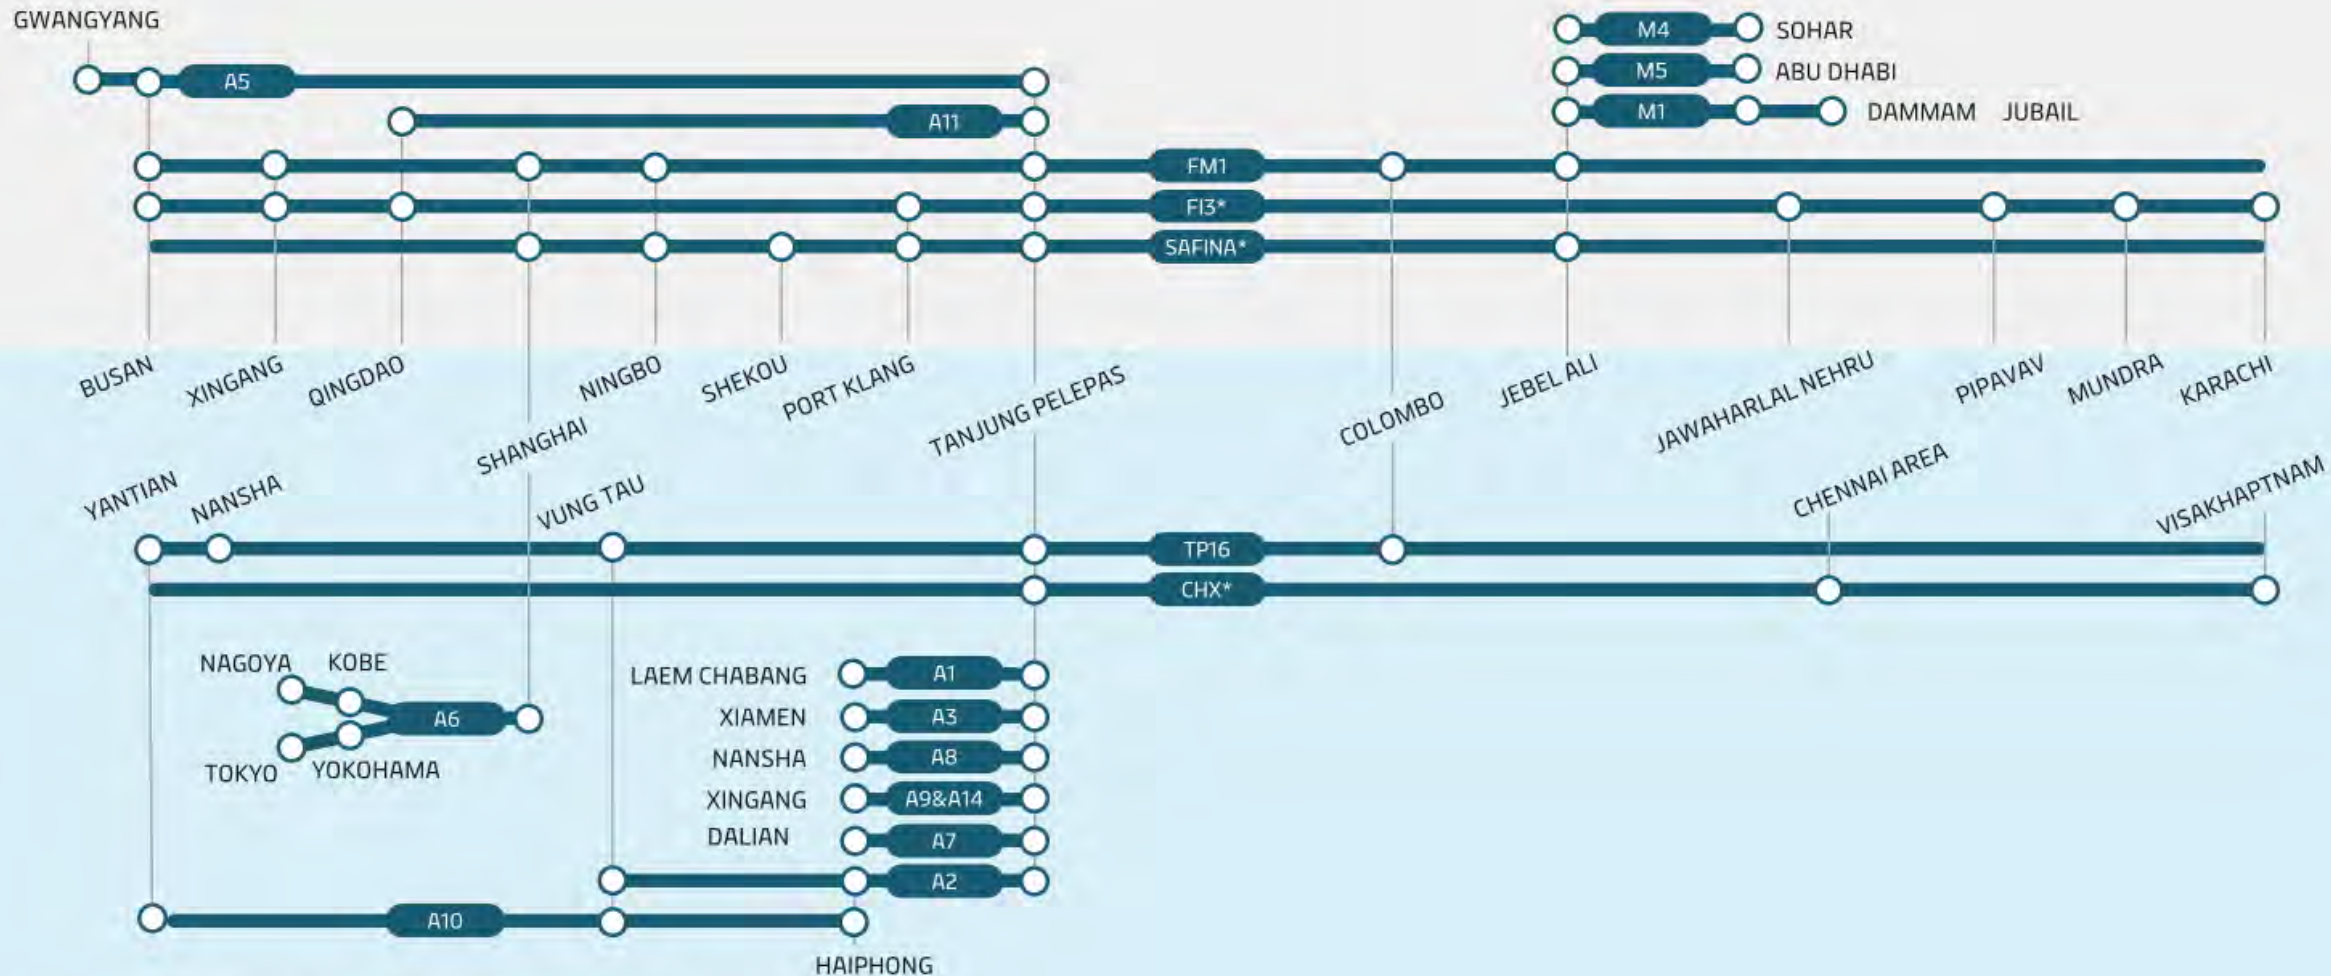 GWANGYANG
M4 SOHAR
A5
M5 ABU DHABI
A11
M1 DAMMAM JUBAIL
FM1
FI3*
SAFINA*
BUSAN
XINGANG
QINGDAO
SHANGHAI
NINGBO
SHEKOU
PORT KLANG
TANJUNG PELEPAS
COLOMBO
JEBEL ALI
JAWAHARLAL NEHRU
PIPAVAV
MUNDRA
KARACHI
YANTIAN
NANSHA
VUNG TAU
CHENNAI AREA
VISAKHAPTNAM
TP16
CHX*
NAGOYA KOBE
A6
TOKYO YOKOHAMA
LAEM CHABANG A1
XIAMEN A3
NANSHA A8
XINGANG A9&A14
DALIAN A7
A2
A10
HAIPHONG